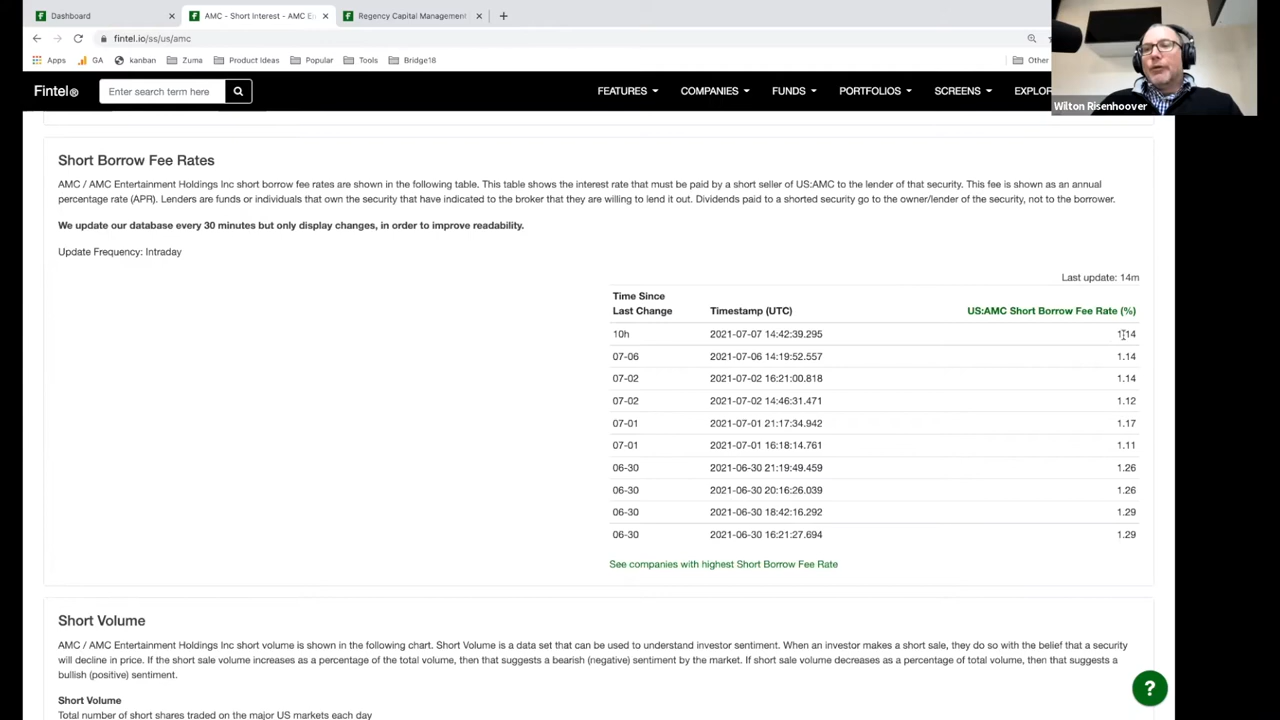 Dashboard
AMC - Short Interest - AMC E
Regency Capital Management
fintel.io/ss/us/amc
Apps GA kanban Zuma Product Ideas Popular Tools Bridge18 Other
Fintel Enter search term here FEATURES COMPANIES FUNDS PORTFOLIOS SCREENS EXPLOR
Wilton Risenhoover
Short Borrow Fee Rates
AMC / AMC Entertainment Holdings Inc short borrow fee rates are shown in the following table. This table shows the interest rate that must be paid by a short seller of US:AMC to the lender of that security. This fee is shown as an annual
percentage rate (APR). Lenders are funds or individuals that own the security that have indicated to the broker that they are willing to lend it out. Dividends paid to a shorted security go to the owner/lender of the security, not to the borrower.
We update our database every 30 minutes but only display changes, in order to improve readability.
Update Frequency: Intraday
Last update: 14m
Time Since
Last Change Timestamp (UTC) US:AMC Short Borrow Fee Rate (%)
10h 2021-07-07 14:42:39.295 1.14
07-06 2021-07-06 14:19:52.557 1.14
07-02 2021-07-02 16:21:00.818 1.14
07-02 2021-07-02 14:46:31.471 1.12
07-01 2021-07-01 21:17:34.942 1.17
07-01 2021-07-01 16:18:14.761 1.11
06-30 2021-06-30 21:19:49.459 1.26
06-30 2021-06-30 20:16:26.039 1.26
06-30 2021-06-30 18:42:16.292 1.29
06-30 2021-06-30 16:21:27.694 1.29
See companies with highest Short Borrow Fee Rate
Short Volume
AMC / AMC Entertainment Holdings Inc short volume is shown in the following chart. Short Volume is a data set that can be used to understand investor sentiment. When an investor makes a short sale, they do so with the belief that a security
will decline in price. If the short sale volume increases as a percentage of the total volume, then that suggests a bearish (negative) sentiment by the market. If short sale volume decreases as a percentage of total volume, then that suggests a
bullish (positive) sentiment.
?
Short Volume
Total number of short shares traded on the major US markets each day